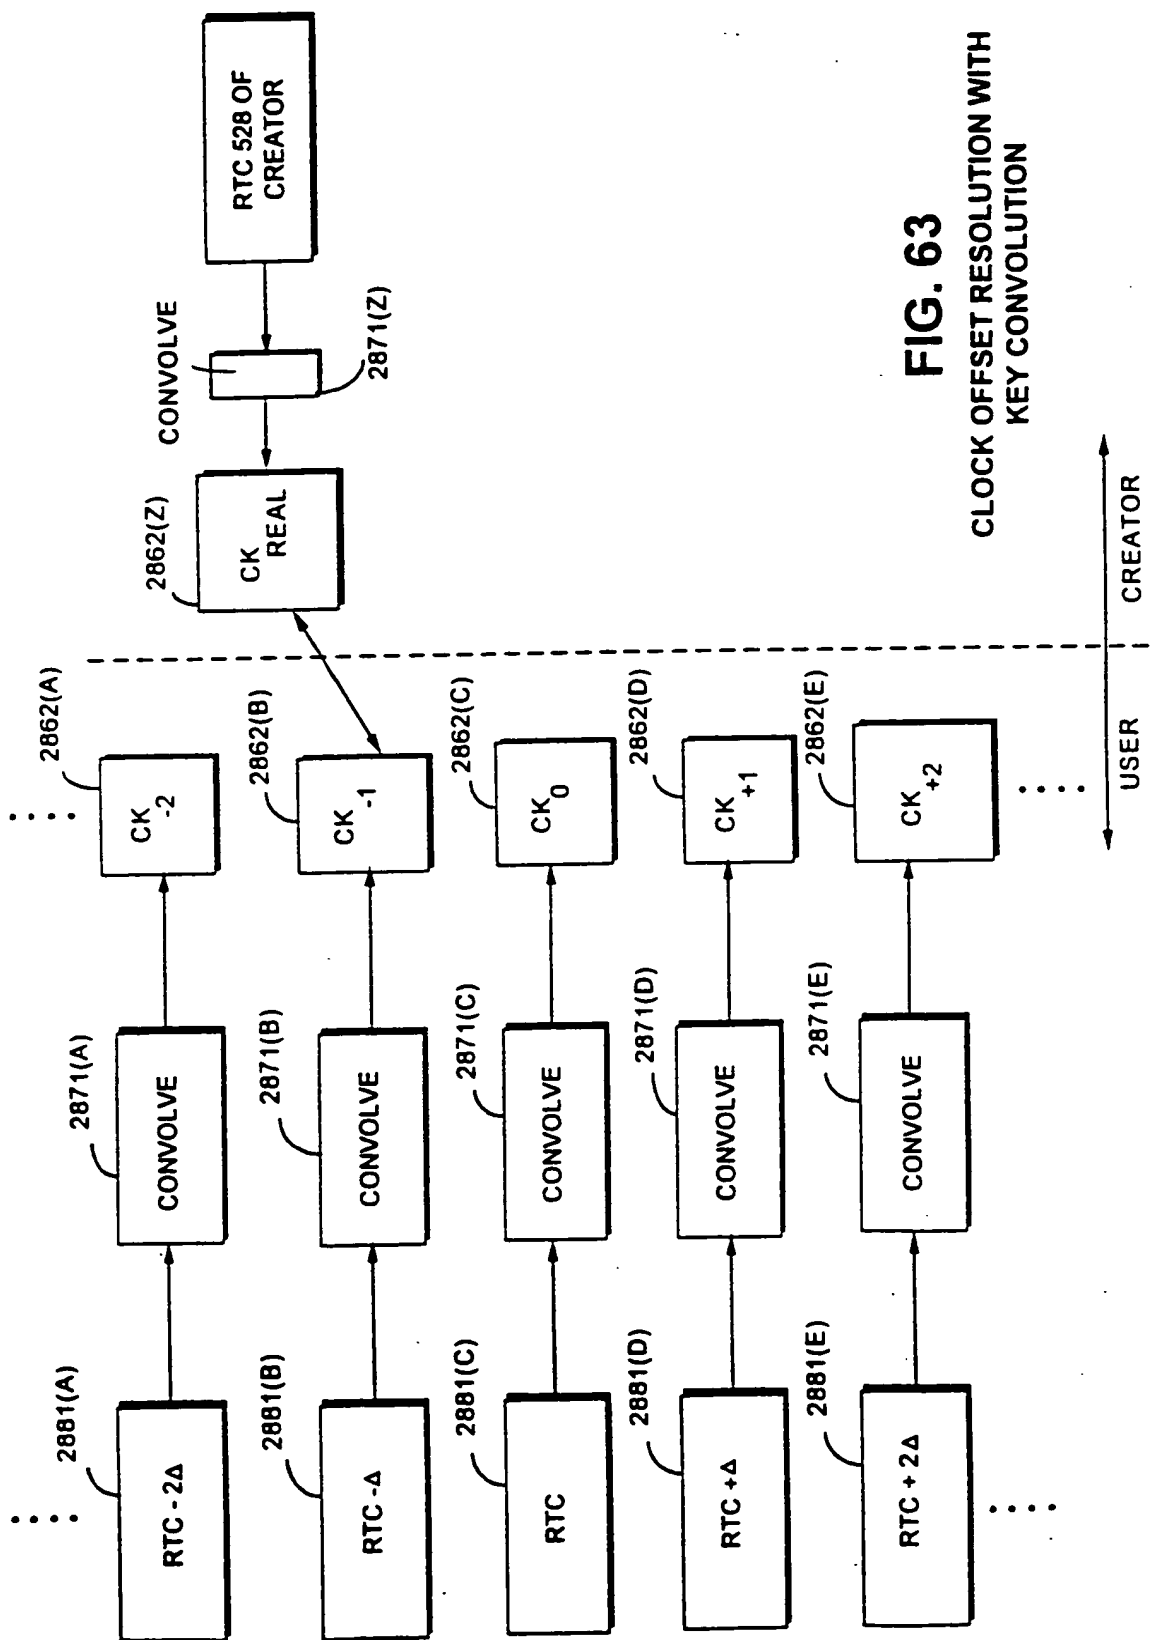 2881(A)
RTC - 2Δ
2871(A)
CONVOLVE
2862(A)
CK -2
2881(B)
RTC -Δ
2871(B)
CONVOLVE
2862(B)
CK -1
2881(C)
RTC
2871(C)
CONVOLVE
2862(C)
CK 0
2881(D)
RTC +Δ
2871(D)
CONVOLVE
2862(D)
CK +1
2881(E)
RTC + 2Δ
2871(E)
CONVOLVE
2862(E)
CK +2
2862(Z)
CK REAL
CONVOLVE
2871(Z)
RTC 528 OF
CREATOR
USER
CREATOR
FIG. 63
CLOCK OFFSET RESOLUTION WITH
KEY CONVOLUTION